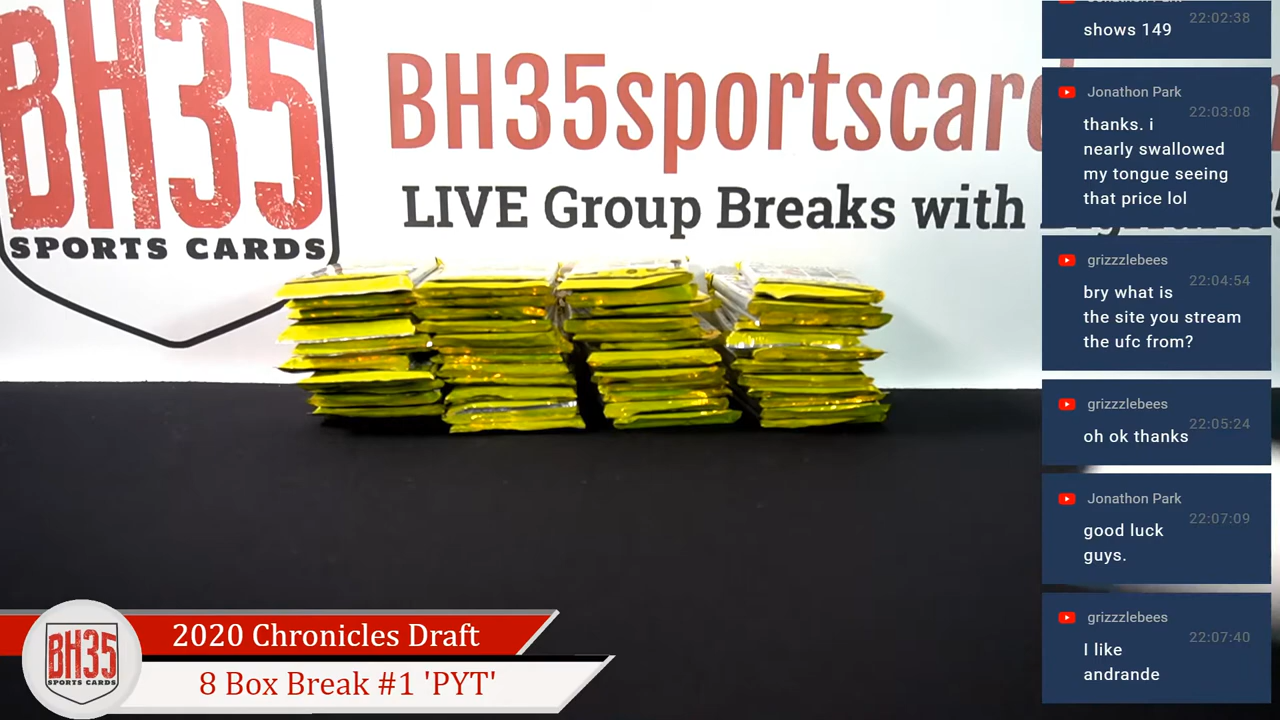 BH35
SPORTS CARDS
BH35sportscar
LIVE Group Breaks with
Jonathon Park
22:02:38
shows 149
Jonathon Park
22:03:08
thanks. i
nearly swallowed
my tongue seeing
that price lol
grizzzlebees
22:04:54
bry what is
the site you stream
the ufc from?
grizzzlebees
22:05:24
oh ok thanks
Jonathon Park
22:07:09
good luck
guys.
grizzzlebees
22:07:40
I like
andrande
BH35
SPORTS CARDS
2020 Chronicles Draft
8 Box Break #1 'PYT'